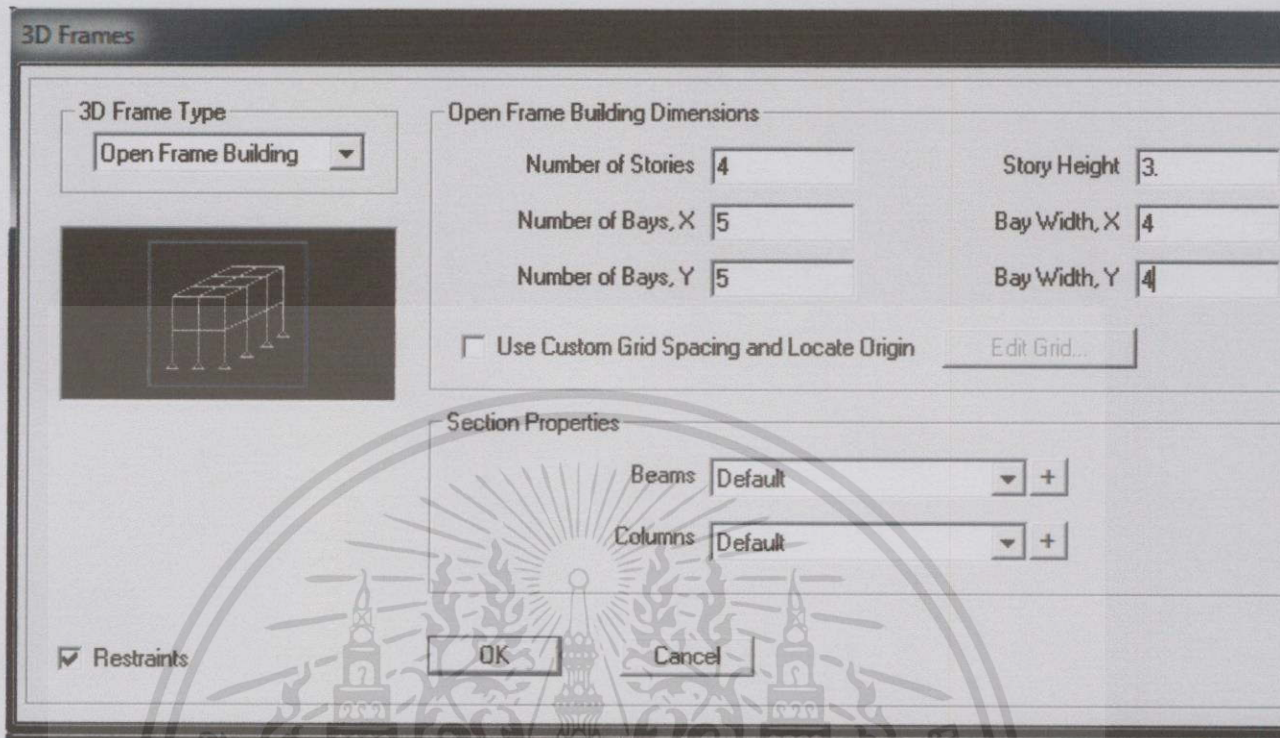 3D Frames
3D Frame Type
Open Frame Building
Open Frame Building Dimensions
Number of Stories 4
Story Height 3.
Number of Bays, X 5
Bay Width, X 4
Number of Bays, Y 5
Bay Width, Y 4
Use Custom Grid Spacing and Locate Origin
Edit Grid...
Section Properties
Beams Default +
Columns Default +
Restraints
OK
Cancel